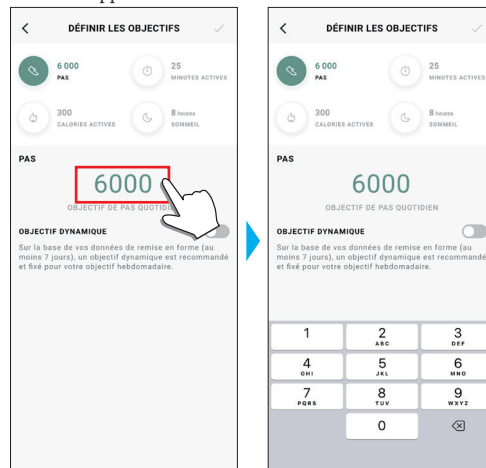 DÉFINIR LES OBJECTIFS
6 000
PAS
25
MINUTES ACTIVES
300
CALORIES ACTIVES
8 heures
SOMMEIL
PAS
6000
OBJECTIF DE PAS QUOTIDIEN
OBJECTIF DYNAMIQUE
Sur la base de vos données de remise en forme (au
moins 7 jours), un objectif dynamique est recommandé
et fixé pour votre objectif hebdomadaire.
DÉFINIR LES OBJECTIFS
6 000
PAS
25
MINUTES ACTIVES
300
CALORIES ACTIVES
8 heures
SOMMEIL
PAS
6000
OBJECTIF DE PAS QUOTIDIEN
OBJECTIF DYNAMIQUE
Sur la base de vos données de remise en forme (au
moins 7 jours), un objectif dynamique est recommandé
et fixé pour votre objectif hebdomadaire.
1
2
ABC
3
DEF
4
GHI
5
JKL
6
MNO
7
PQRS
8
TUV
9
WXYZ
0